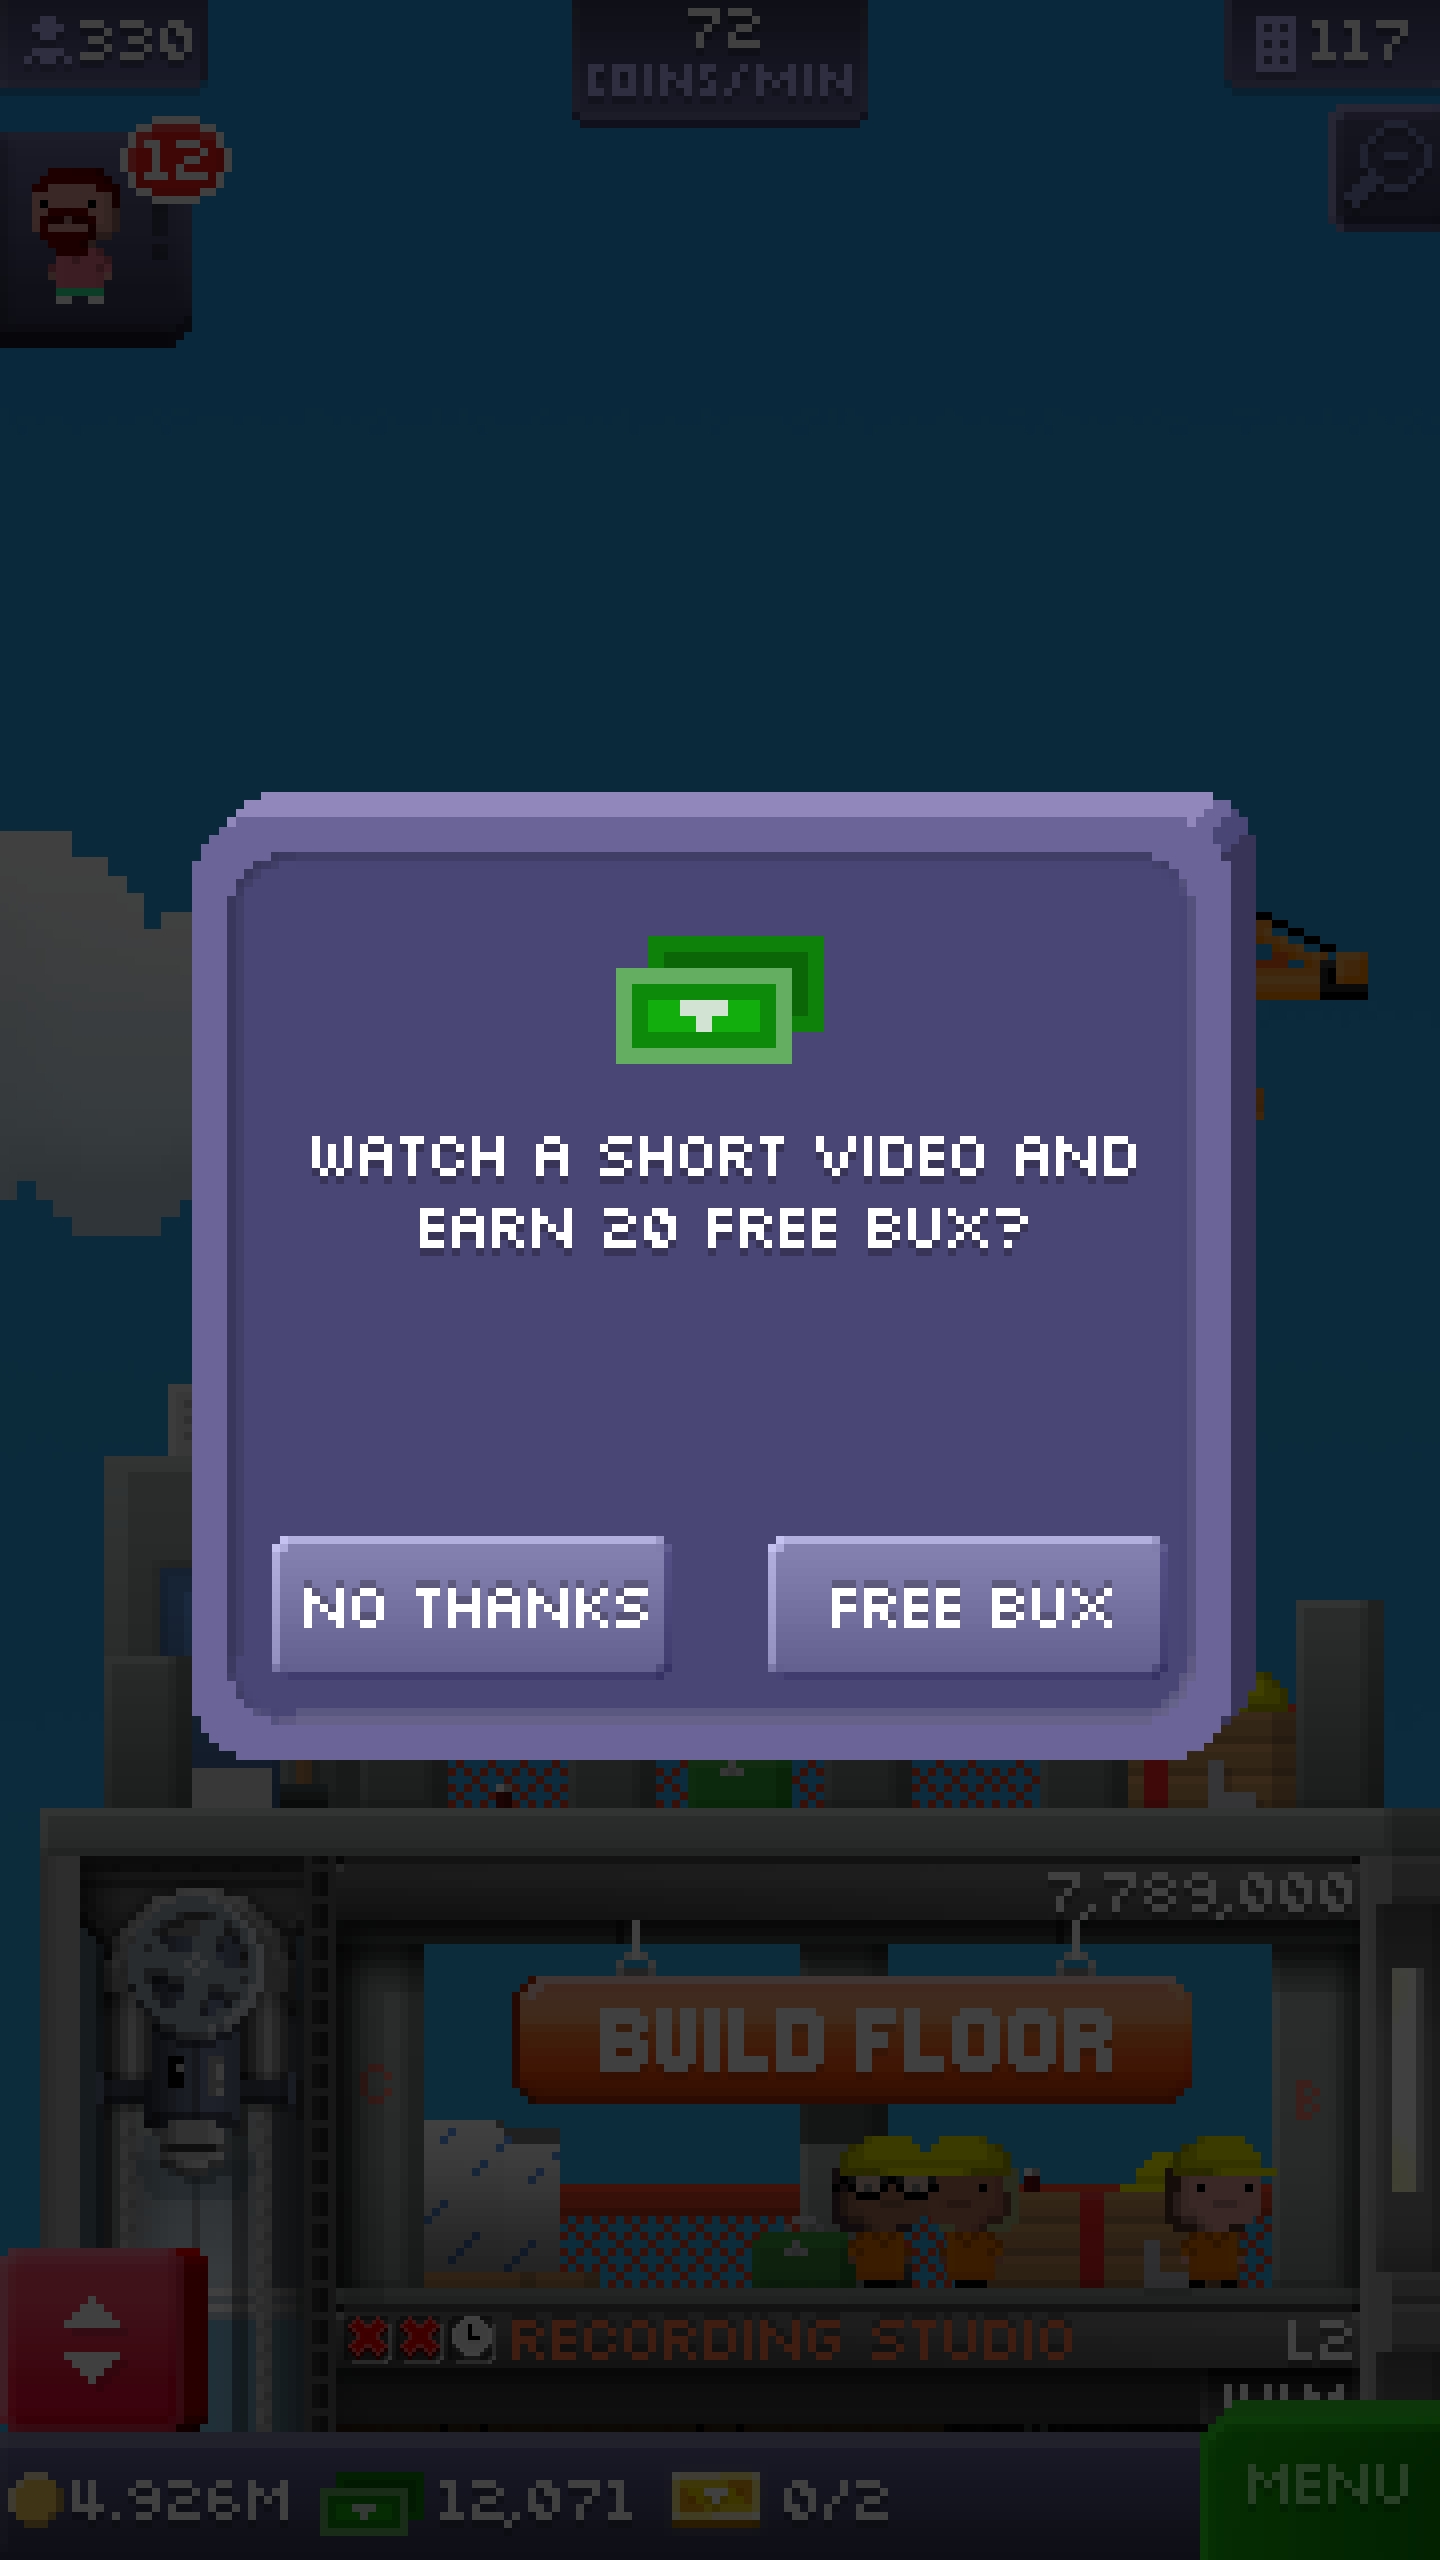 330
72
COINS/MIN
117
12
WATCH A SHORT VIDEO AND
EARN 20 FREE BUX?
NO THANKS
FREE BUX
7,789,000
BUILD FLOOR
C
B
RECORDING STUDIO
L2
4.926M
12,071
0/2
MENU